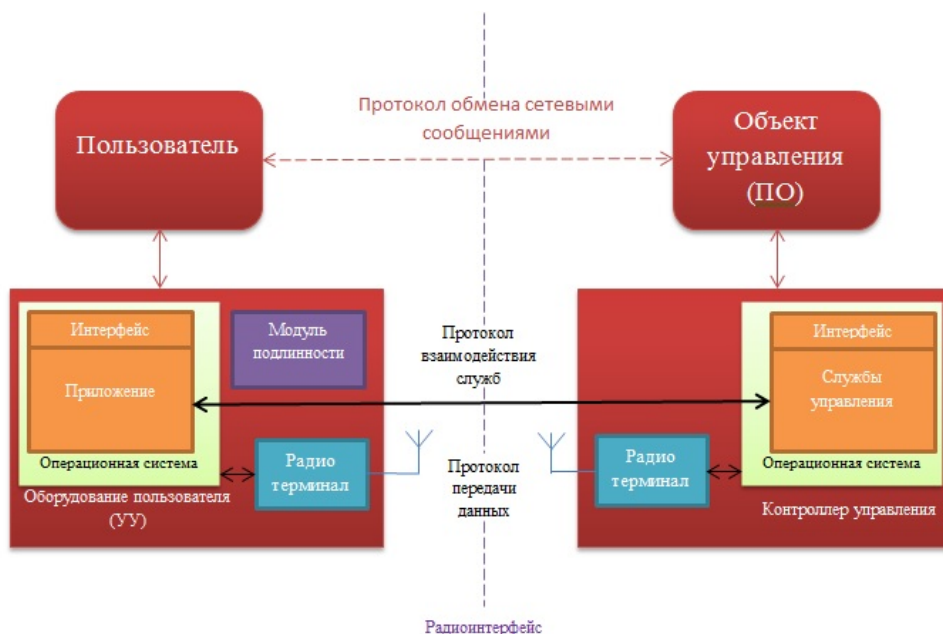 Протокол обмена сетевыми
сообщениями
Пользователь
Объект
управления
(ПО)
Интерфейс
Приложение
Операционная система
Модуль
подлинности
Радио
терминал
Оборудование пользователя
(УУ)
Протокол
взаимодействия
служб
Протокол
передачи
данных
Интерфейс
Службы
управления
Операционная система
Радио
терминал
Контроллер управления
Радиоинтерфейс